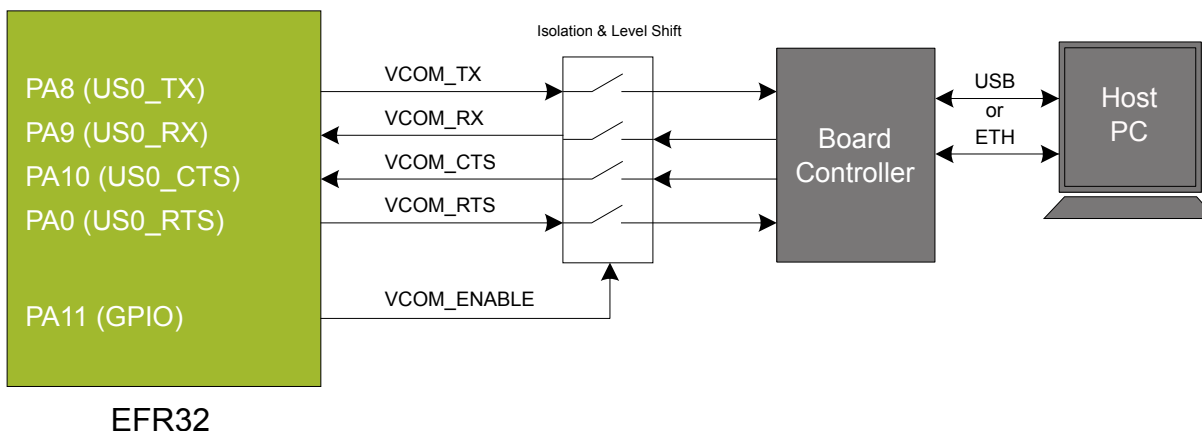 Isolation & Level Shift
PA8 (US0_TX)
PA9 (US0_RX)
PA10 (US0_CTS)
PA0 (US0_RTS)
PA11 (GPIO)
VCOM_TX
VCOM_RX
VCOM_CTS
VCOM_RTS
VCOM_ENABLE
Board
Controller
USB
or
ETH
Host
PC
EFR32